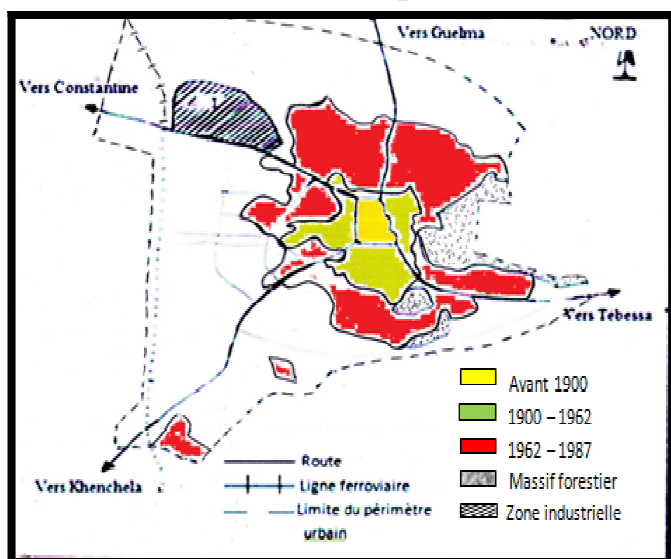 Vers Guelma
NORD
Vers Constantine
Vers Tebessa
Avant 1900
1900 – 1962
1962 – 1987
Massif forestier
Zone industrielle
Route
Ligne ferroviaire
Limite du périmètre
urbain
Vers Khenchela